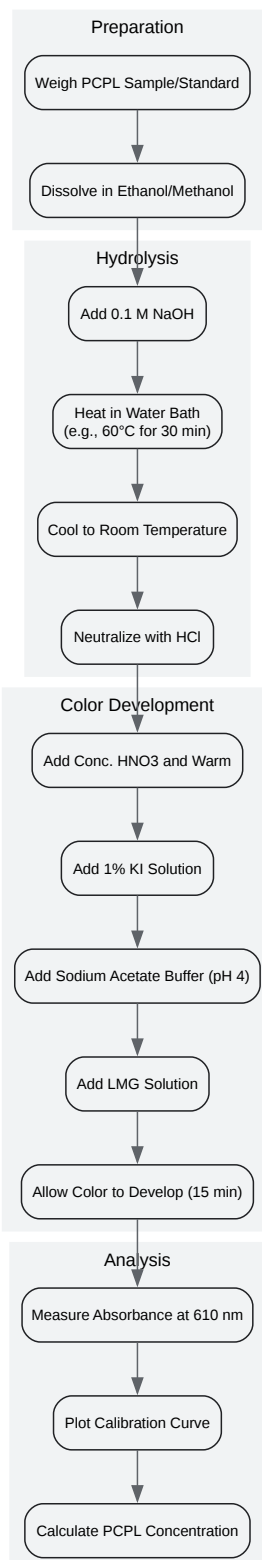 Preparation
Weigh PCPL Sample/Standard
Dissolve in Ethanol/Methanol
Hydrolysis
Add 0.1 M NaOH
Heat in Water Bath
(e.g., 60°C for 30 min)
Cool to Room Temperature
Neutralize with HCl
Color Development
Add Conc. HNO3 and Warm
Add 1% KI Solution
Add Sodium Acetate Buffer (pH 4)
Add LMG Solution
Allow Color to Develop (15 min)
Analysis
Measure Absorbance at 610 nm
Plot Calibration Curve
Calculate PCPL Concentration